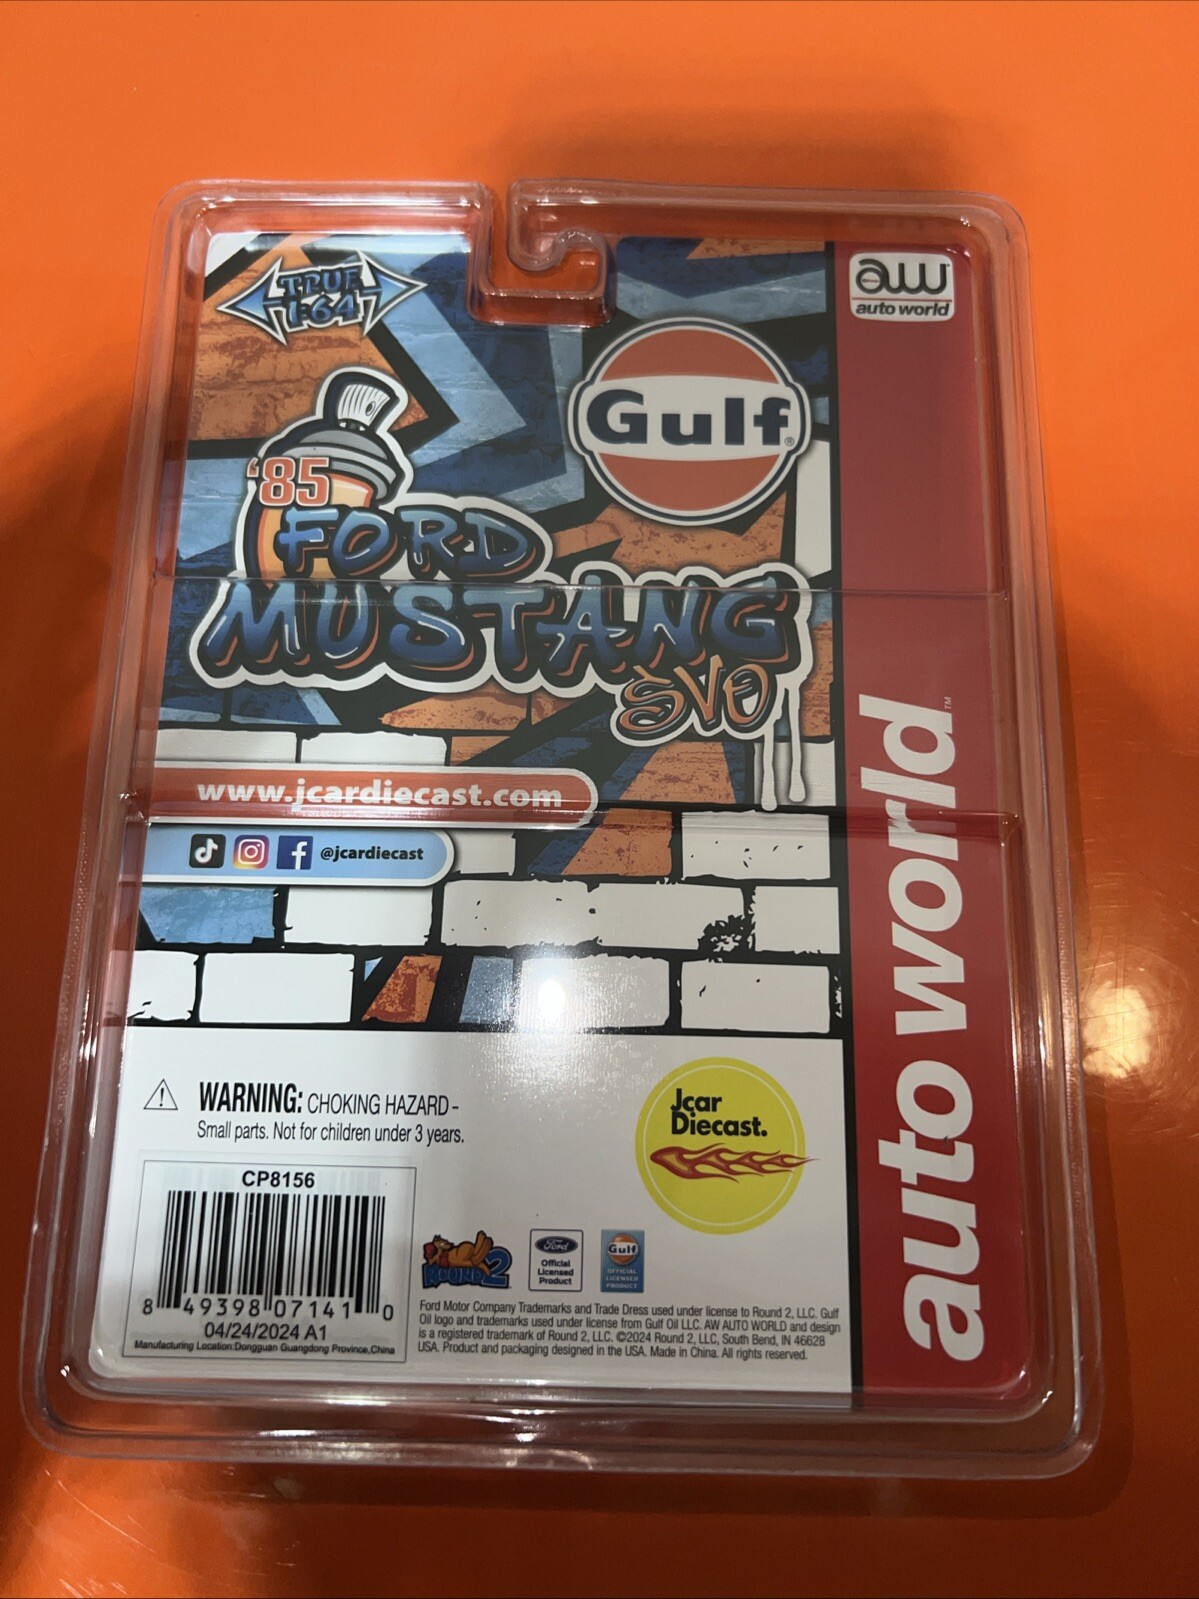 TRUE
1:64
aw
auto world
Gulf®
'85
FORD
MUSTANG
SVO
www.jcardiecast.com
@jcardiecast
auto world™
WARNING: CHOKING HAZARD -
Small parts. Not for children under 3 years.
Jcar
Diecast.
CP8156
8 49398 07141 0
04/24/2024 A1
Manufacturing Location:Dongguan Guangdong Province,China
ROUND 2
Ford
Official
Licensed
Product
Gulf
OFFICIAL
LICENSED
PRODUCT
Ford Motor Company Trademarks and Trade Dress used under license to Round 2, LLC. Gulf
Oil logo and trademarks used under license from Gulf Oil LLC. AW AUTO WORLD and design
is a registered trademark of Round 2, LLC. ©2024 Round 2, LLC, South Bend, IN 46628
USA. Product and packaging designed in the USA. Made in China. All rights reserved.